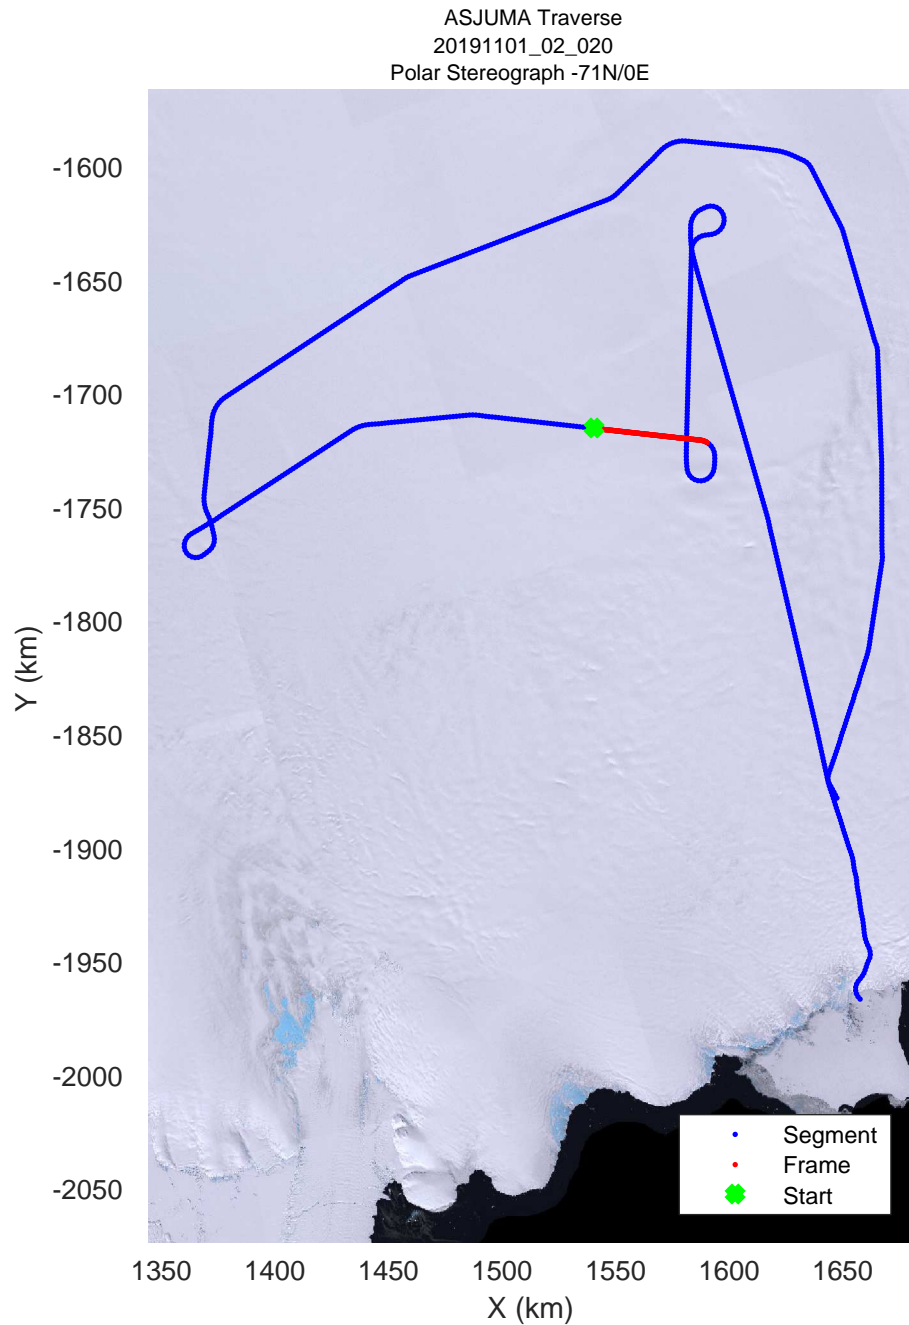 ASJUMA Traverse
20191101_02_020
Polar Stereograph -71N/0E
-1600
-1650
-1700
-1750
-1800
-1850
-1900
-1950
-2000
-2050
Y (km)
Segment
Frame
Start
1350 1400 1450 1500 1550 1600 1650
X (km)